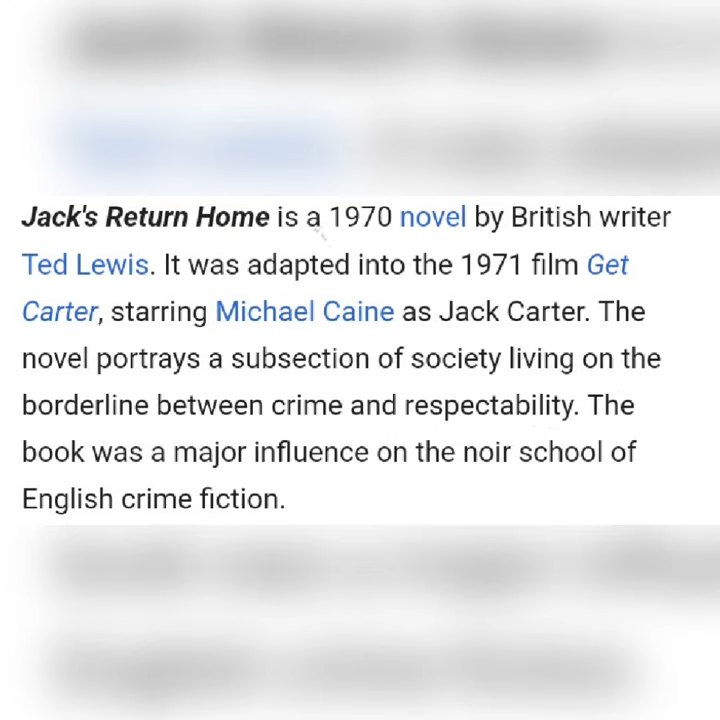 Jack's Return Home is a 1970 novel by British writer
Ted Lewis. It was adapted into the 1971 film Get
Carter, starring Michael Caine as Jack Carter. The
novel portrays a subsection of society living on the
borderline between crime and respectability. The
book was a major influence on the noir school of
English crime fiction.